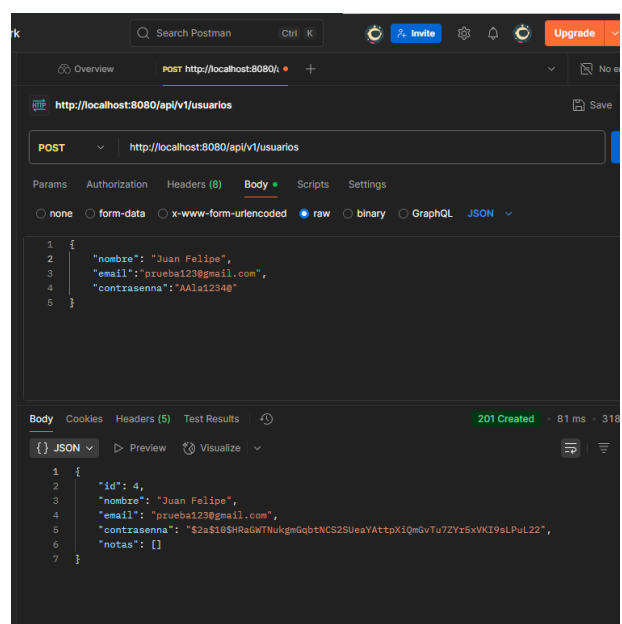 rk
Search Postman Ctrl K
Invite
Upgrade
Overview
POST http://localhost:8080/a
No e
HTTP http://localhost:8080/api/v1/usuarios
Save
POST http://localhost:8080/api/v1/usuarios
Params Authorization Headers (8) Body Scripts Settings
none form-data x-www-form-urlencoded raw binary GraphQL JSON
1 {
2 "nombre": "Juan Felipe",
3 "email":"prueba123@gmail.com",
4 "contrasenna":"AAla1234@"
5 }
Body Cookies Headers (5) Test Results
201 Created 81 ms 318
{} JSON Preview Visualize
1 {
2 "id": 4,
3 "nombre": "Juan Felipe",
4 "email": "prueba123@gmail.com",
5 "contrasenna": "$2a$10$HRaGWTNukgmGqbtNCS2SUeaYAttpXiQmGvTu7ZYr5xVKI9sLPuL22",
6 "notas": []
7 }